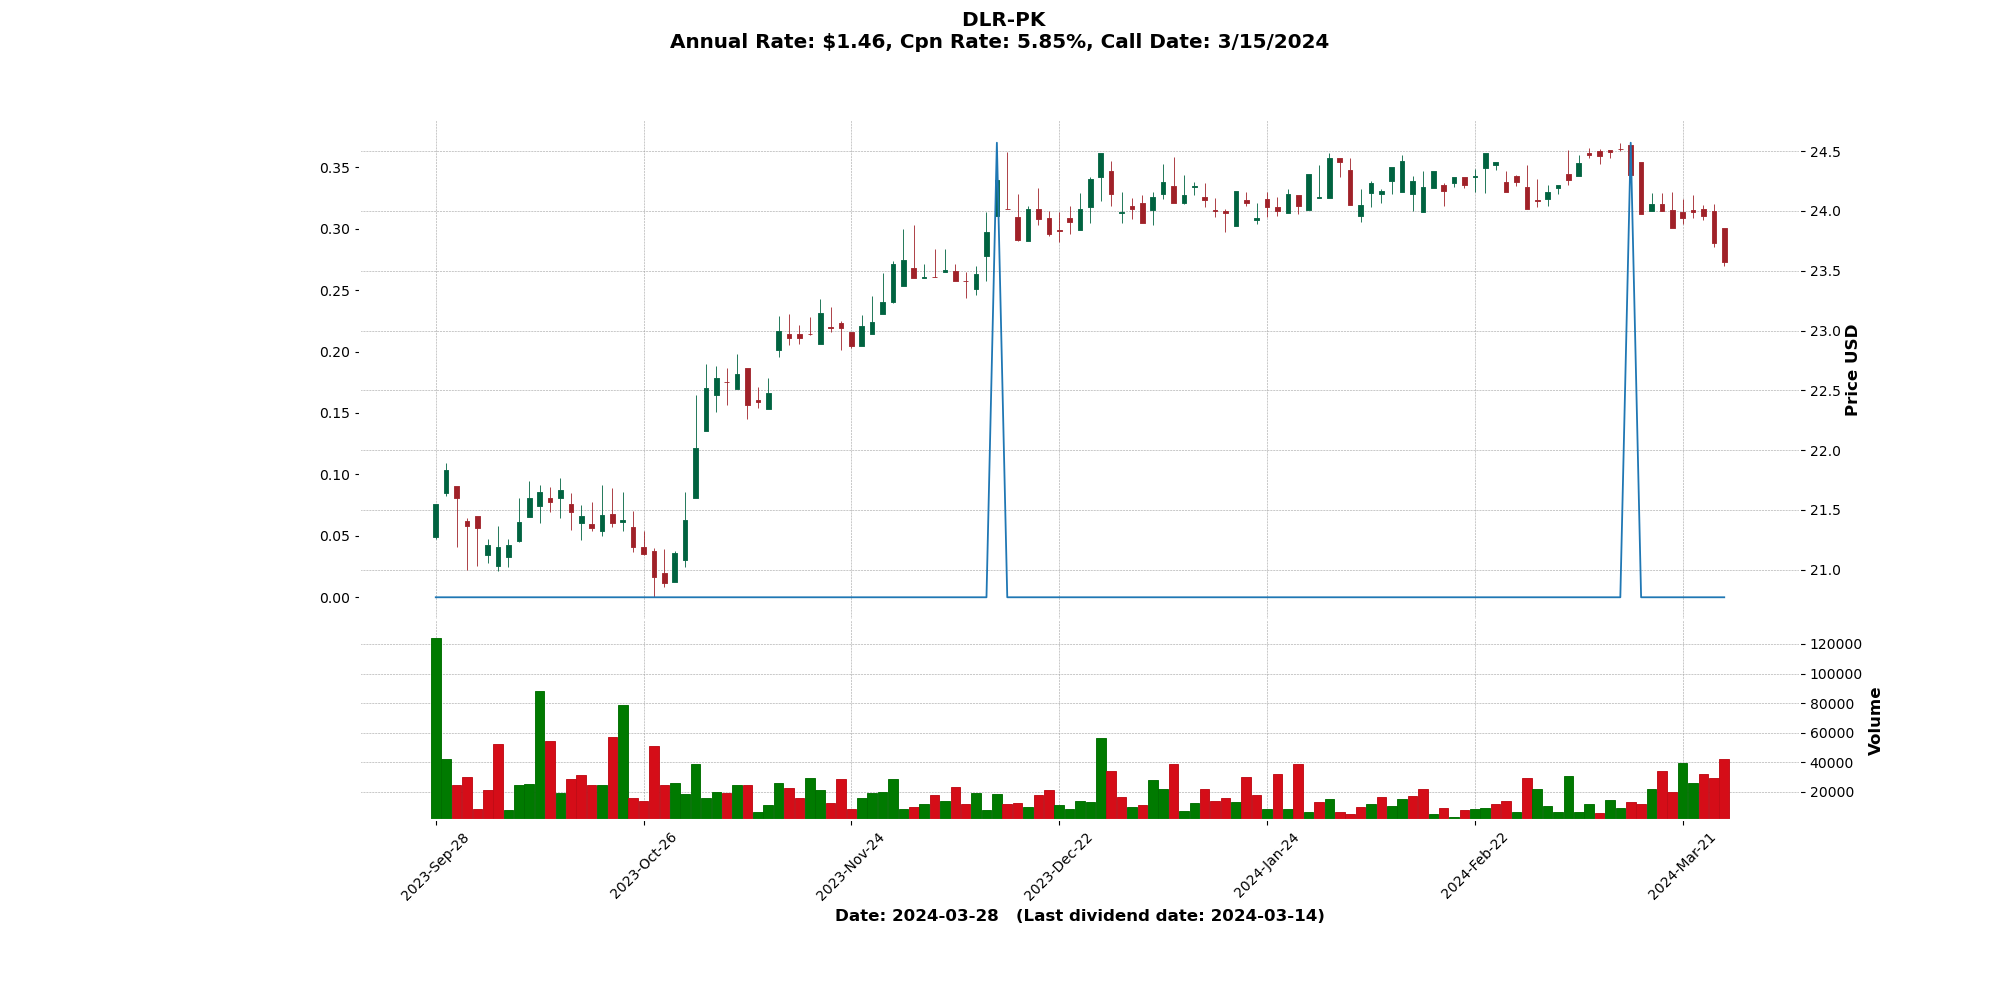 DLR-PK
Annual Rate: $1.46, Cpn Rate: 5.85%, Call Date: 3/15/2024
0.35
0.30
0.25
0.20
0.15
0.10
0.05
0.00
24.5
24.0
23.5
23.0
22.5
22.0
21.5
21.0
Price USD
120000
100000
80000
60000
40000
20000
Volume
2023-Sep-28
2023-Oct-26
2023-Nov-24
2023-Dec-22
2024-Jan-24
2024-Feb-22
2024-Mar-21
Date: 2024-03-28 (Last dividend date: 2024-03-14)